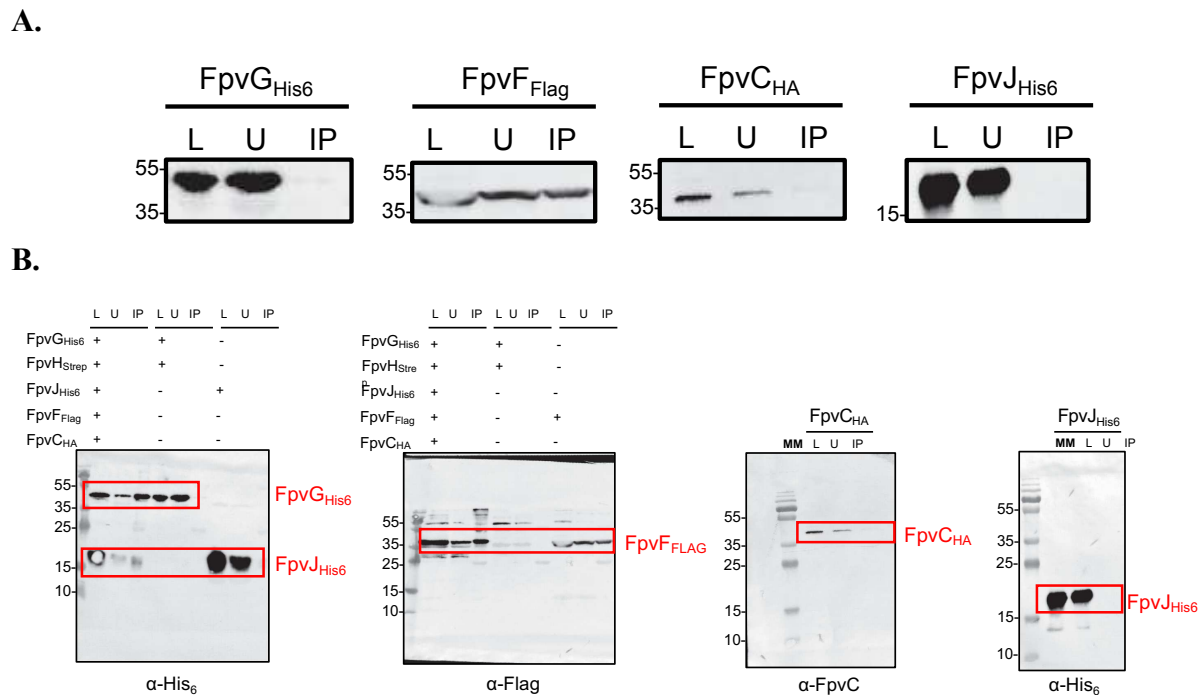 A.
FpvGHis6 FpvFFlag FpvCHA FpvJHis6
L U IP L U IP L U IP L U IP
55- 55- 55-
35- 35- 35- 15-
B.
L U IP L U IP L U IP
FpvGHis6 + + -
FpvHStrep + + -
FpvJHis6 + - +
FpvFFlag + - -
FpvCHA + - -
55-
35-
25-
15-
10-
FpvGHis6
FpvJHis6
α-His6
L U IP L U IP L U IP
FpvGHis6 + + -
FpvHStre + + -
p
FpvJHis6 + - -
FpvFFlag + - +
FpvCHA + - -
55-
35-
25-
15-
10-
FpvFFLAG
α-Flag
FpvCHA
MM L U IP
55-
35-
25-
15-
10-
FpvCHA
α-FpvC
FpvJHis6
MM L U IP
55-
35-
25-
15-
10-
FpvJHis6
α-His6